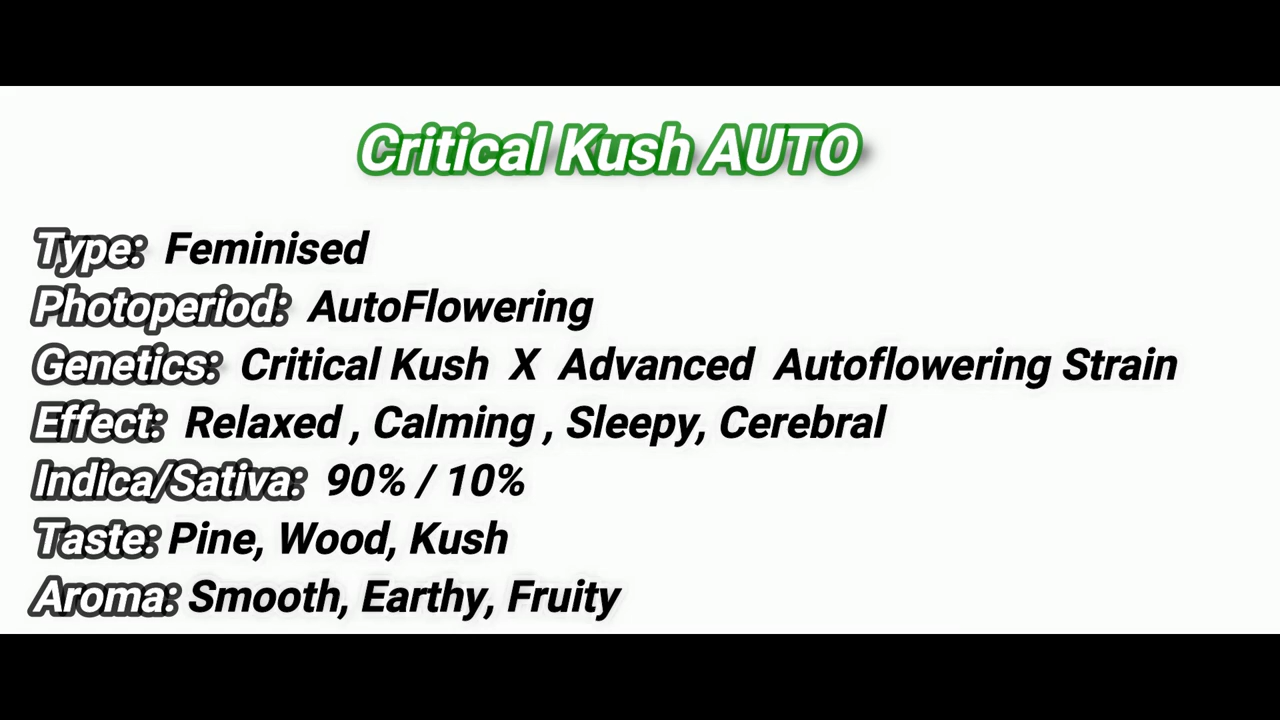 Critical Kush AUTO
Type: Feminised
Photoperiod: AutoFlowering
Genetics: Critical Kush X Advanced Autoflowering Strain
Effect: Relaxed , Calming , Sleepy, Cerebral
Indica/Sativa: 90% / 10%
Taste: Pine, Wood, Kush
Aroma: Smooth, Earthy, Fruity